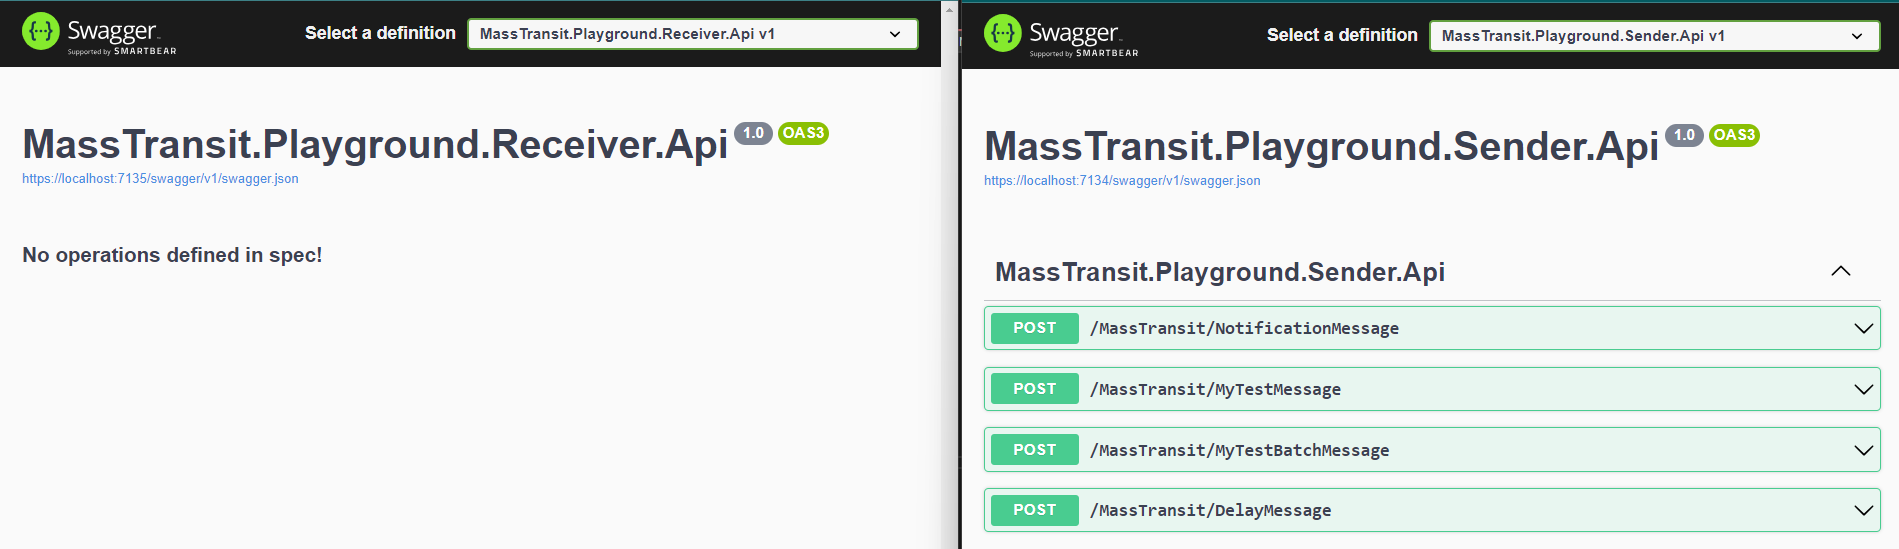 Swagger
Supported by SMARTBEAR
Select a definition
MassTransit.Playground.Receiver.Api v1
MassTransit.Playground.Receiver.Api 1.0 OAS3
https://localhost:7135/swagger/v1/swagger.json
No operations defined in spec!
Swagger
Supported by SMARTBEAR
Select a definition
MassTransit.Playground.Sender.Api v1
MassTransit.Playground.Sender.Api 1.0 OAS3
https://localhost:7134/swagger/v1/swagger.json
MassTransit.Playground.Sender.Api
POST /MassTransit/NotificationMessage
POST /MassTransit/MyTestMessage
POST /MassTransit/MyTestBatchMessage
POST /MassTransit/DelayMessage